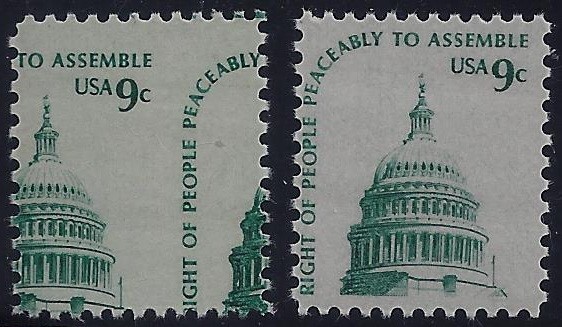 TO ASSEMBLE
USA 9c
RIGHT OF PEOPLE PEACEABLY
RIGHT OF PEOPLE PEACEABLY TO ASSEMBLE
USA 9c